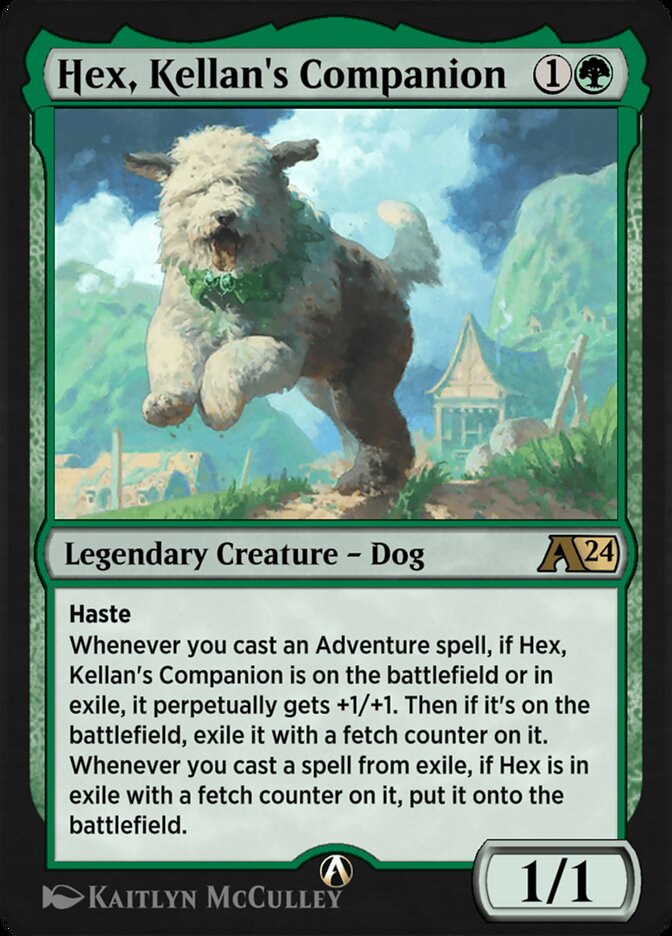 Hex, Kellan's Companion 1
Legendary Creature – Dog A24
Haste
Whenever you cast an Adventure spell, if Hex,
Kellan's Companion is on the battlefield or in
exile, it perpetually gets +1/+1. Then if it's on the
battlefield, exile it with a fetch counter on it.
Whenever you cast a spell from exile, if Hex is in
exile with a fetch counter on it, put it onto the
battlefield.
1/1
Kaitlyn McCulley